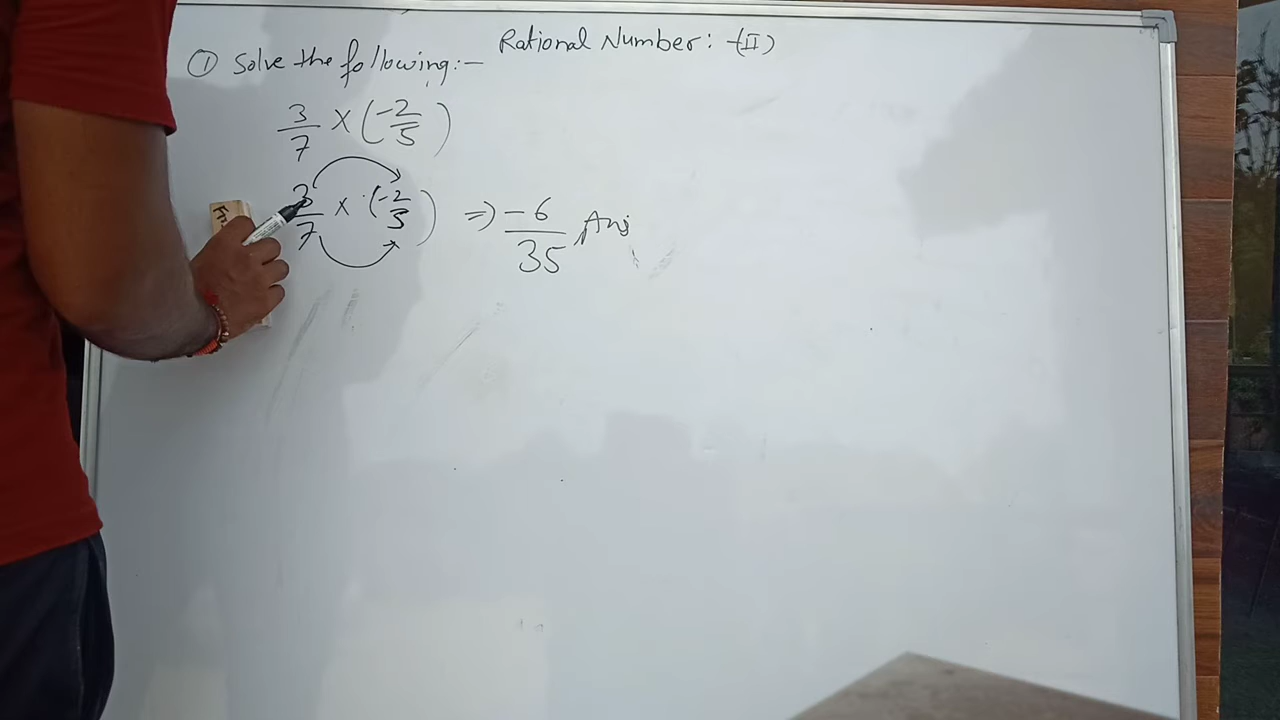 Rational Number: -(II)
① Solve the following:-
3/7 × (-2/5)
3/7 × (-2/5) ⇒ -6/35 Ans